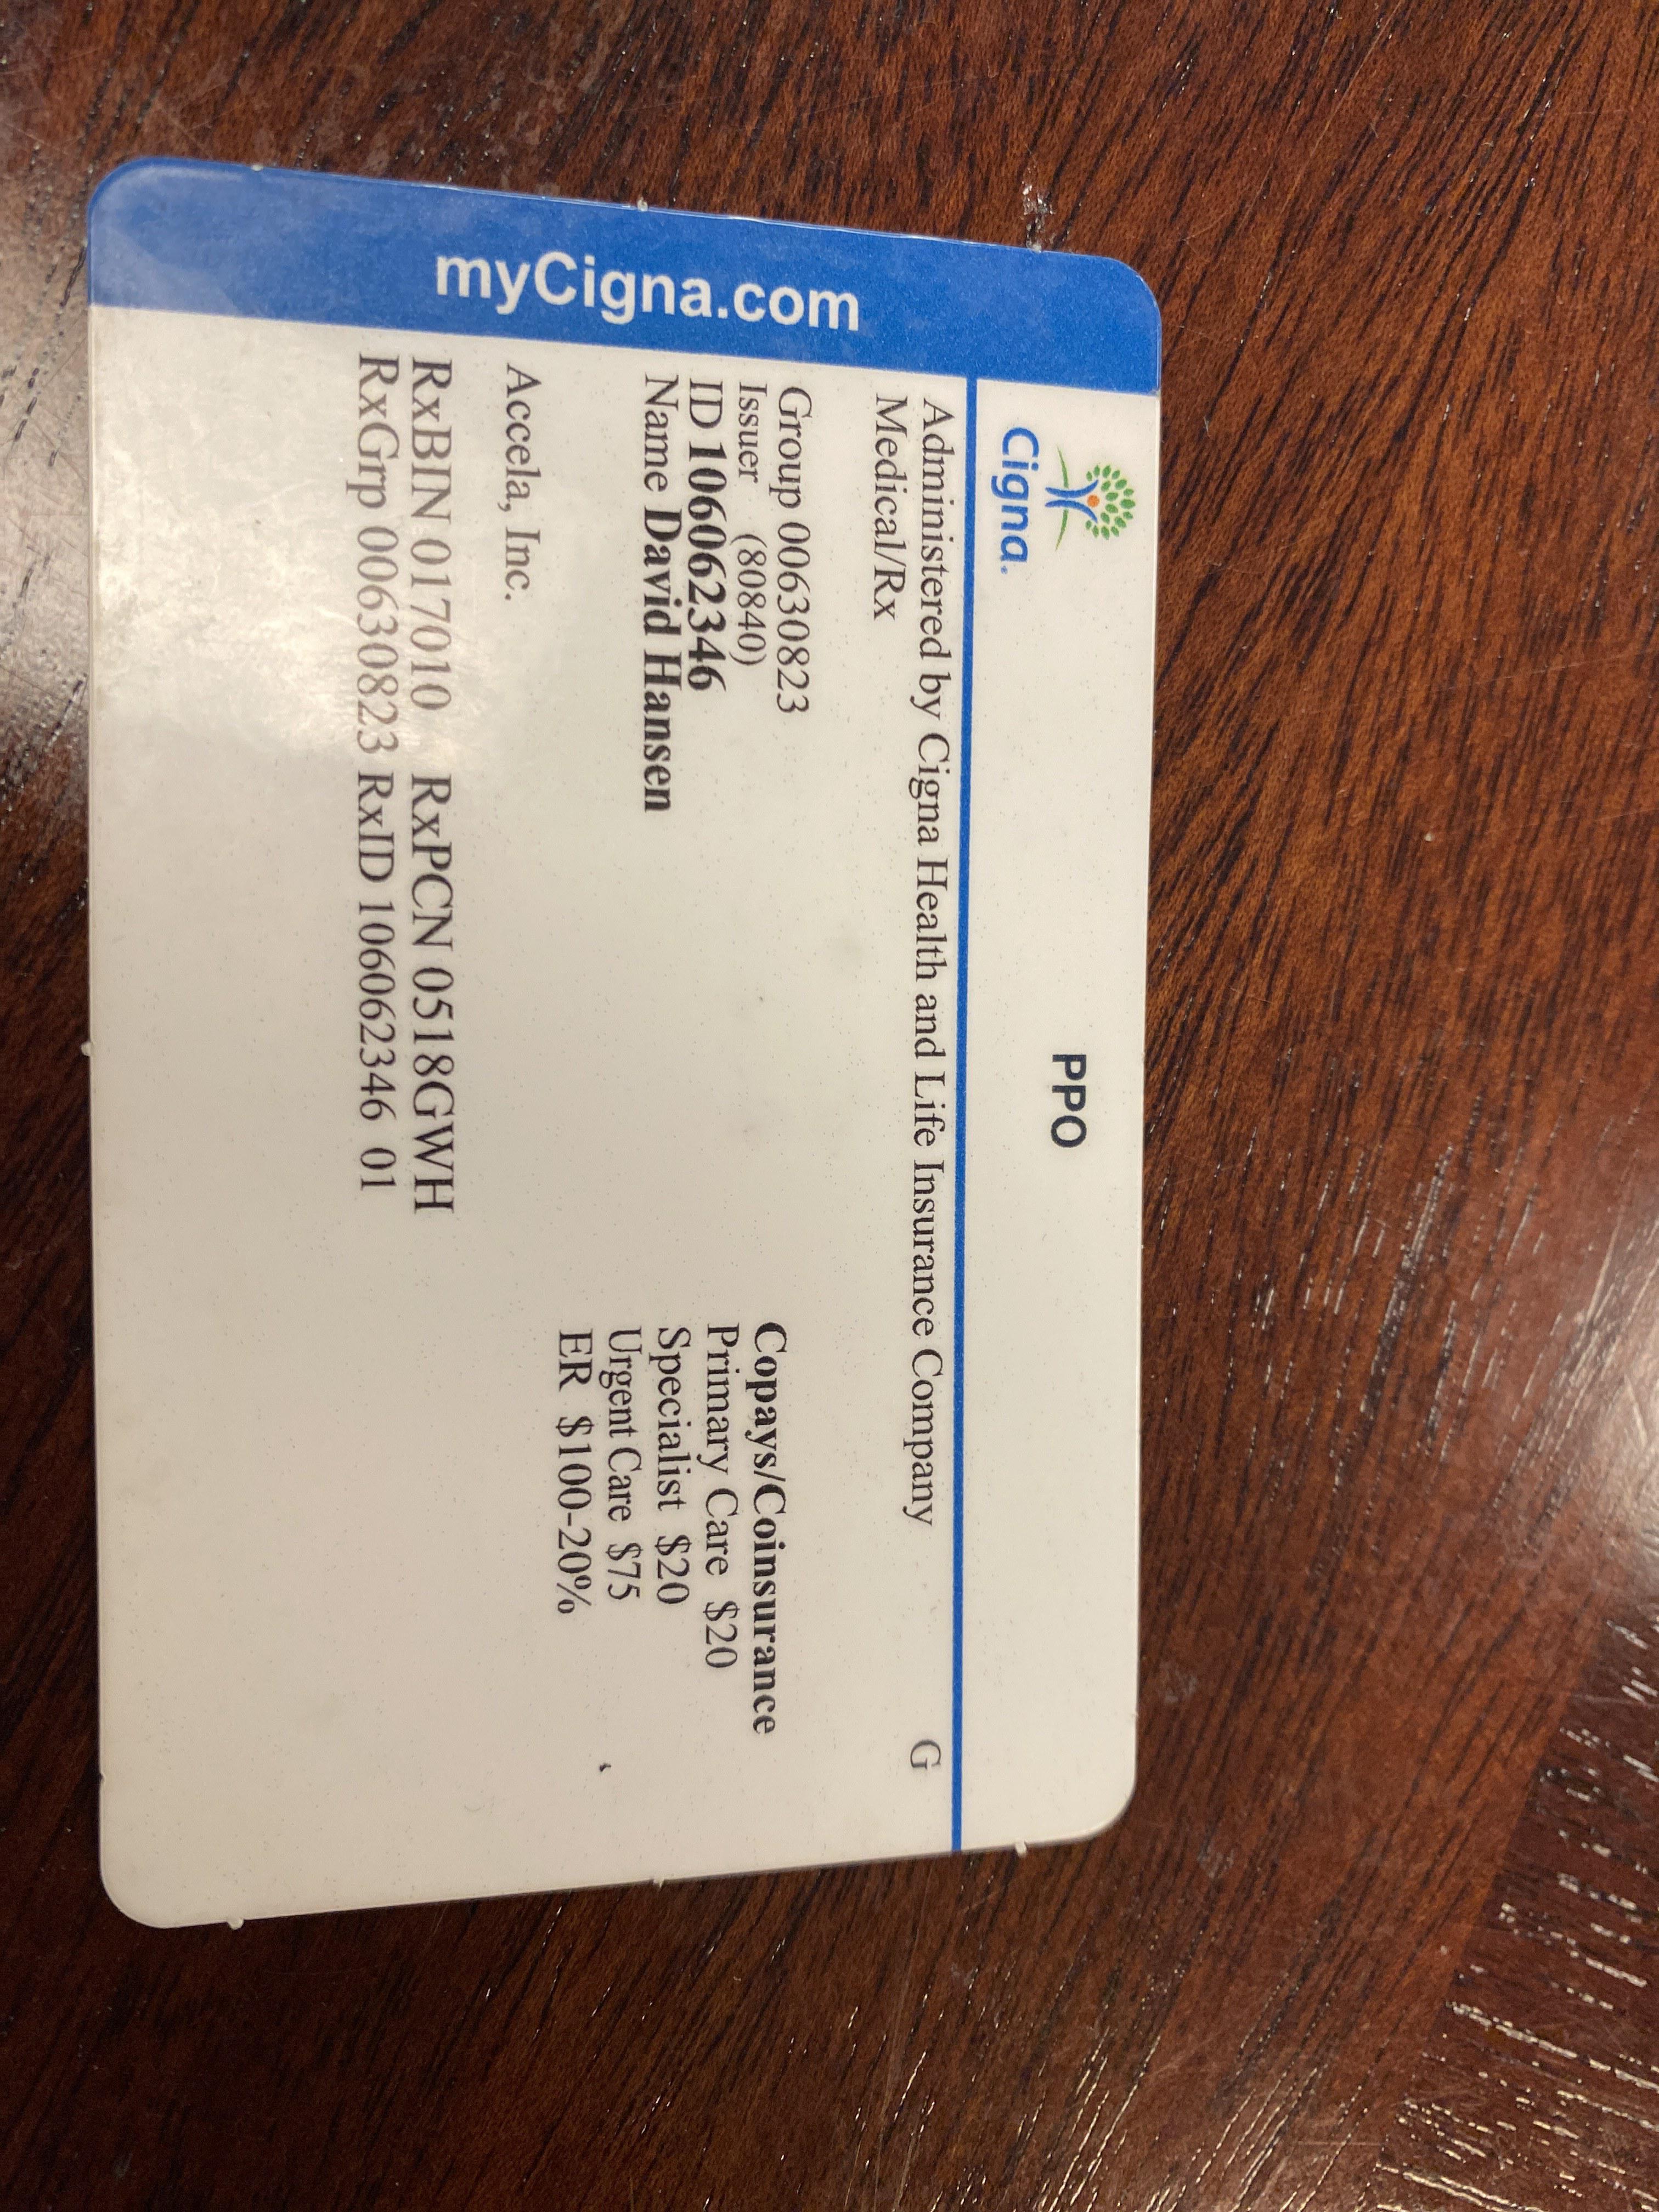 Cigna.
PPO
Administered by Cigna Health and Life Insurance Company G
Medical/Rx
Group 00630823
Issuer (80840)
ID 106062346
Name David Hansen
Accela, Inc.
RxBIN 017010 RxPCN 0518GWH
RxGrp 00630823 RxID 106062346 01
Copays/Coinsurance
Primary Care $20
Specialist $20
Urgent Care $75
ER $100-20%
myCigna.com